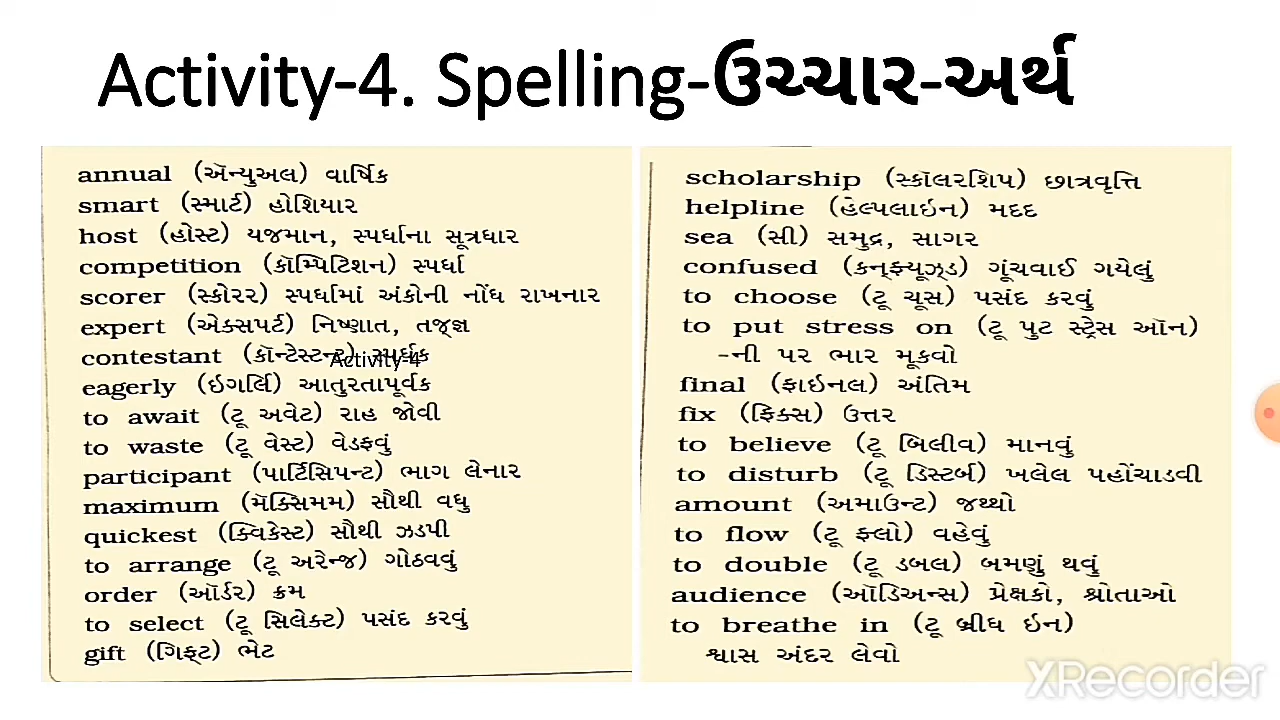 Activity-4. Spelling-ઉચ્ચાર-અર્થ
annual (ઍન્યુઅલ) વાર્ષિક
smart (સ્માર્ટ) હોશિયાર
host (હોસ્ટ) યજમાન, સ્પર્ધાના સૂત્રધાર
competition (કૉમ્પિટિશન) સ્પર્ધા
scorer (સ્કોરર) સ્પર્ધામાં અંકોની નોંધ રાખનાર
expert (એક્સપર્ટ) નિષ્ણાત, તજ્જ્ઞ
contestant (કૉન્ટેસ્ટન્ટ) સ્પર્ધક
Activity-4
eagerly (ઇગર્લિ) આતુરતાપૂર્વક
to await (ટૂ અવેટ) રાહ જોવી
to waste (ટૂ વેસ્ટ) વેડફવું
participant (પાર્ટિસિપન્ટ) ભાગ લેનાર
maximum (મૅક્સિમમ) સૌથી વધુ
quickest (ક્વિકેસ્ટ) સૌથી ઝડપી
to arrange (ટૂ અરેન્જ) ગોઠવવું
order (ઑર્ડર) ક્રમ
to select (ટૂ સિલેક્ટ) પસંદ કરવું
gift (ગિફ્ટ) ભેટ
scholarship (સ્કૉલરશિપ) છાત્રવૃત્તિ
helpline (હેલ્પલાઇન) મદદ
sea (સી) સમુદ્ર, સાગર
confused (કન્ફ્યૂઝ્ડ) ગૂંચવાઈ ગયેલું
to choose (ટૂ ચૂસ) પસંદ કરવું
to put stress on (ટૂ પુટ સ્ટ્રેસ ઑન)
-ની પર ભાર મૂકવો
final (ફાઇનલ) અંતિમ
fix (ફિક્સ) ઉત્તર
to believe (ટૂ બિલીવ) માનવું
to disturb (ટૂ ડિસ્ટર્બ) ખલેલ પહોંચાડવી
amount (અમાઉન્ટ) જથ્થો
to flow (ટૂ ફ્લો) વહેવું
to double (ટૂ ડબલ) બમણું થવું
audience (ઑડિઅન્સ) પ્રેક્ષકો, શ્રોતાઓ
to breathe in (ટૂ બ્રીધ ઇન)
શ્વાસ અંદર લેવો
XRecorder